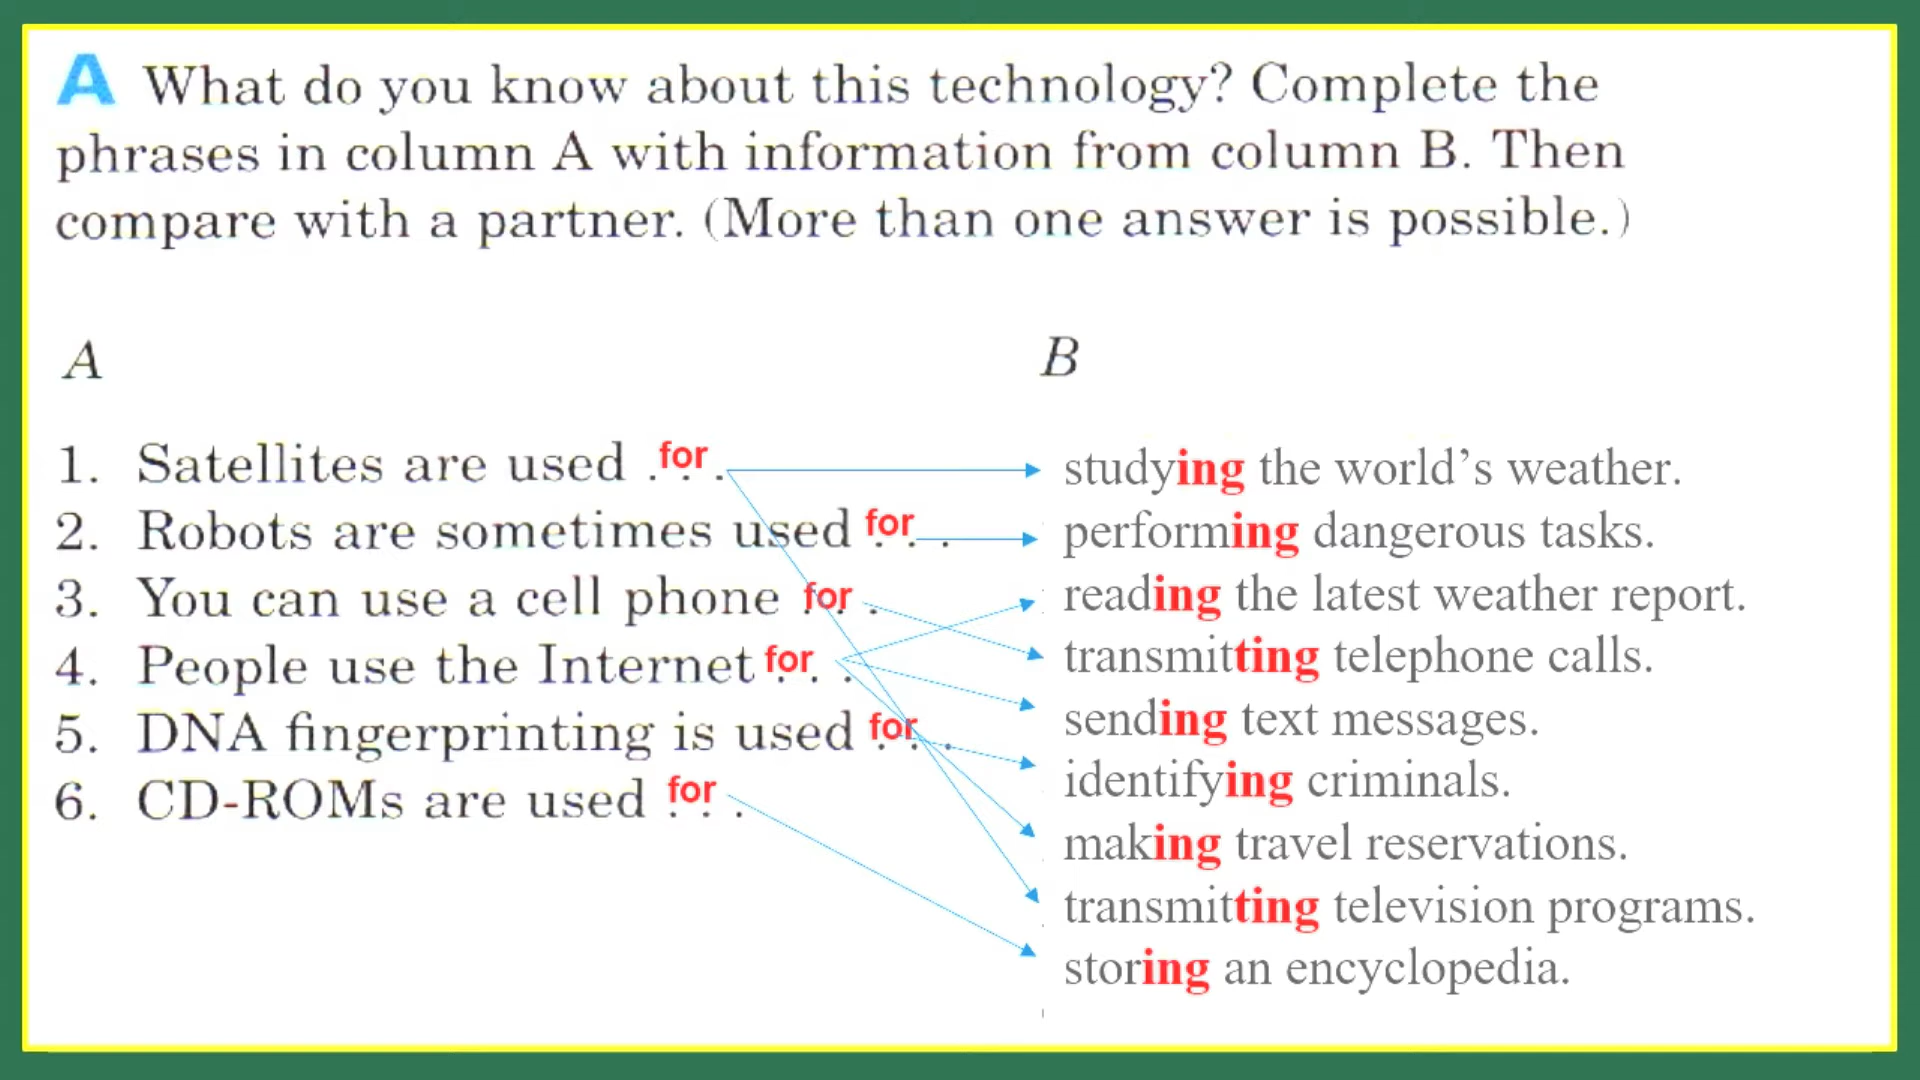 A What do you know about this technology? Complete the
phrases in column A with information from column B. Then
compare with a partner. (More than one answer is possible.)
A
B
1. Satellites are used . . . for
2. Robots are sometimes used . . . for
3. You can use a cell phone . . . for
4. People use the Internet . . . for
5. DNA fingerprinting is used . . . for
6. CD-ROMs are used . . . for
studying the world's weather.
performing dangerous tasks.
reading the latest weather report.
transmitting telephone calls.
sending text messages.
identifying criminals.
making travel reservations.
transmitting television programs.
storing an encyclopedia.